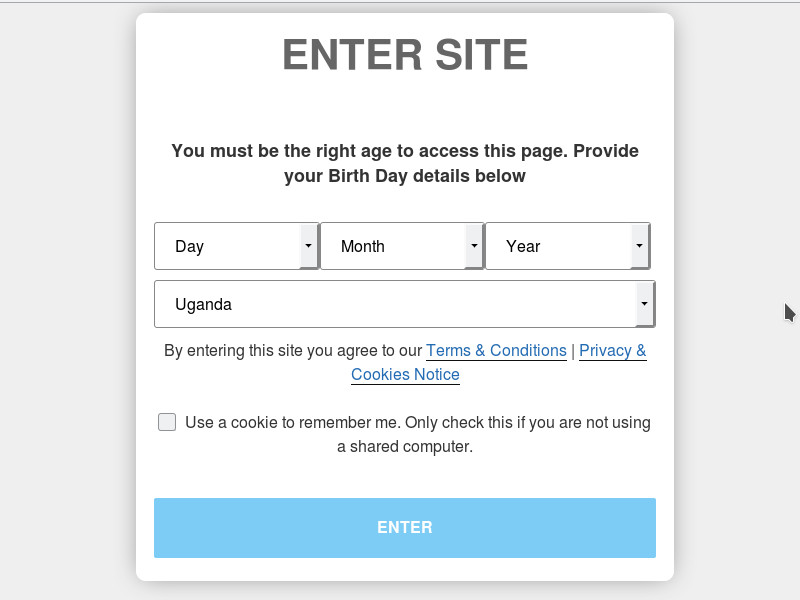 ENTER SITE
You must be the right age to access this page. Provide
your Birth Day details below
Day Month Year
Uganda
By entering this site you agree to our Terms & Conditions | Privacy &
Cookies Notice
Use a cookie to remember me. Only check this if you are not using
a shared computer.
ENTER